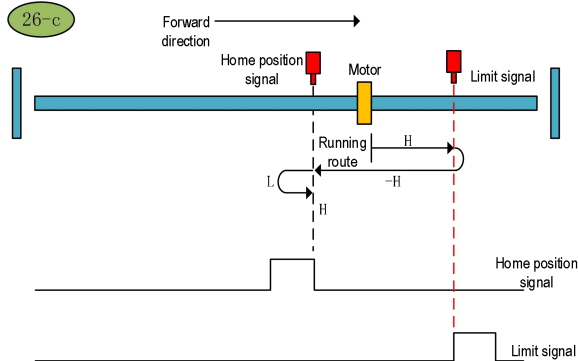 26-c
Forward
direction
Home position
signal
Motor
Limit signal
Running
route
H
-H
L
H
Home position
signal
Limit signal